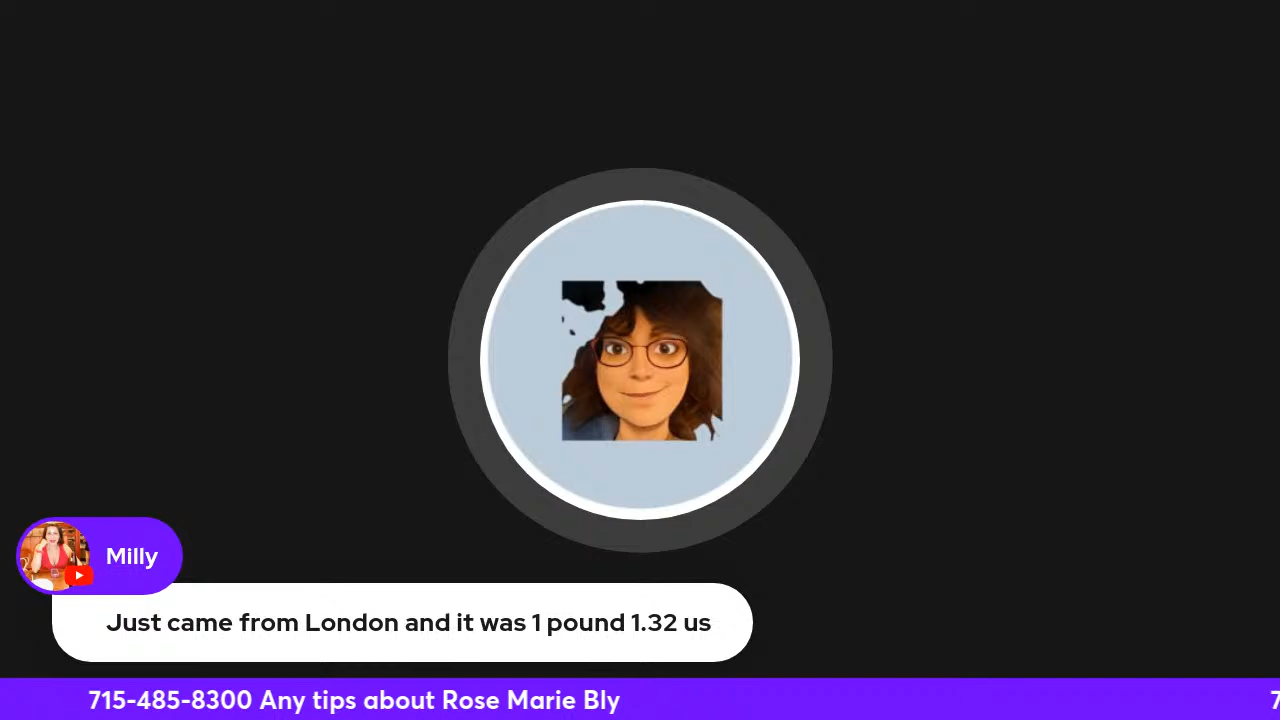 Milly
Just came from London and it was 1 pound 1.32 us
715-485-8300 Any tips about Rose Marie Bly